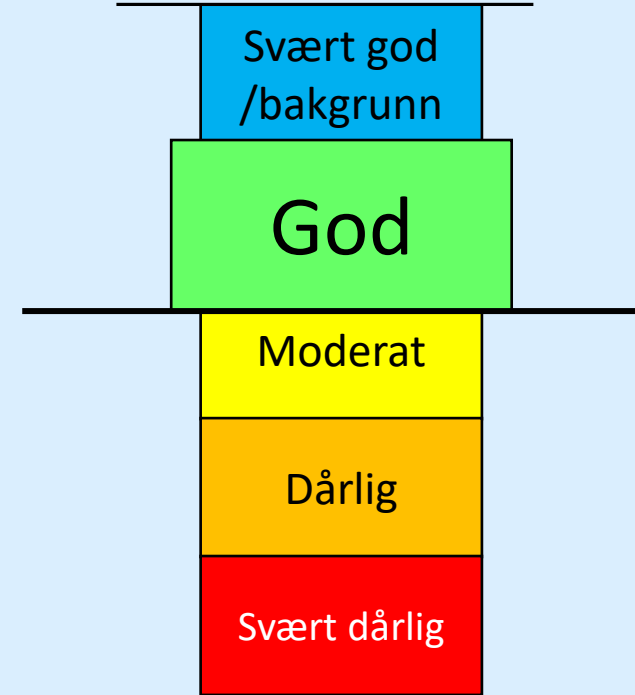 Svært god
/bakgrunn
God
Moderat
Dårlig
Svært dårlig